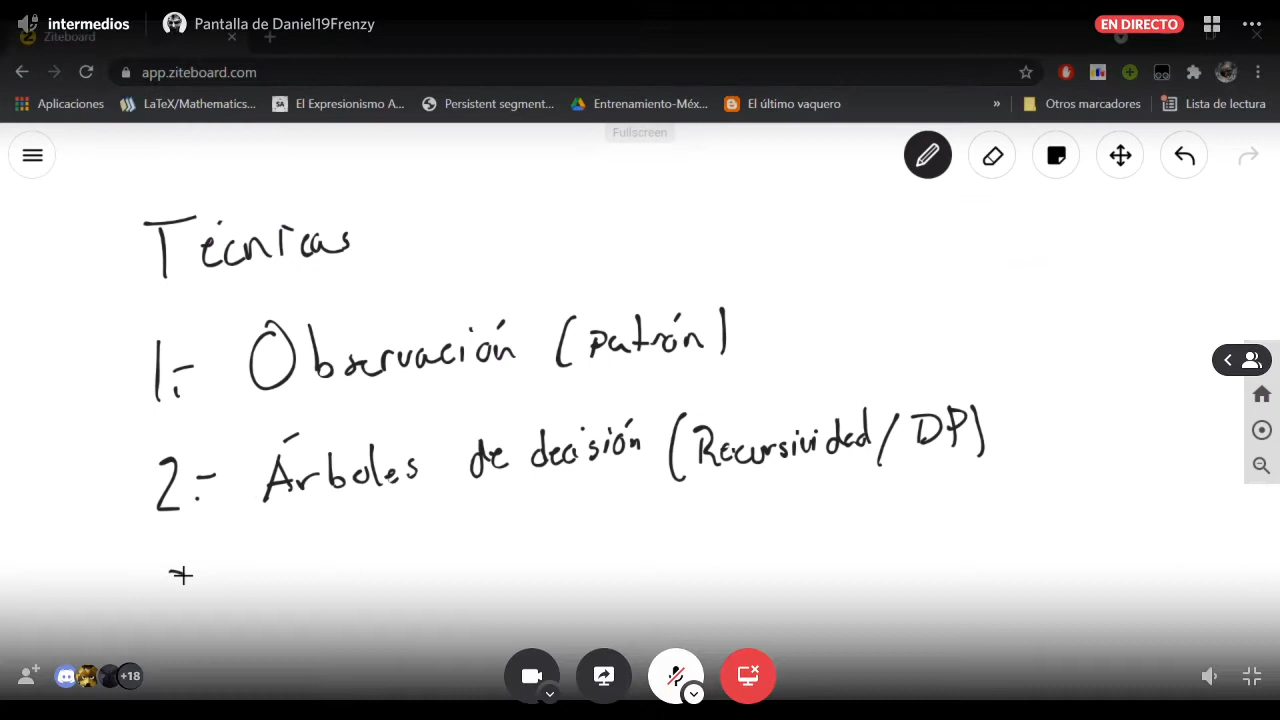 intermedios
Pantalla de Daniel19Frenzy
EN DIRECTO
Ziteboard
app.ziteboard.com
Aplicaciones
LaTeX/Mathematics...
SA
El Expresionismo A...
Persistent segment...
Entrenamiento-Méx...
El último vaquero
»
Otros marcadores
Lista de lectura
Fullscreen
Técnicas
1.- Observación (patrón)
2.- Árboles de decisión (Recursividad/DP)
+18